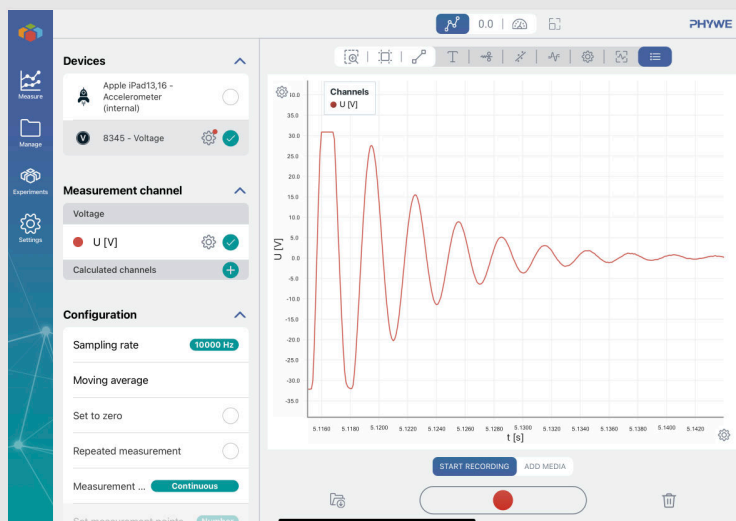 0.0
PHYWE
Measure
Manage
Experiments
Settings
Devices
Apple iPad13,16 -
Accelerometer
(internal)
V
8345 - Voltage
Measurement channel
Voltage
U [V]
Calculated channels
Configuration
Sampling rate
10000 Hz
Moving average
Set to zero
Repeated measurement
Measurement ...
Continuous
Set measurement points
Number
T
Channels
U [V]
35.0
30.0
25.0
20.0
15.0
10.0
5.0
0.0
-5.0
-10.0
-15.0
-20.0
-25.0
-30.0
-35.0
U [V]
5.1160 5.1180 5.1200 5.1220 5.1240 5.1260 5.1280 5.1300 5.1320 5.1340 5.1360 5.1380 5.1400 5.1420
t [s]
START RECORDING
ADD MEDIA